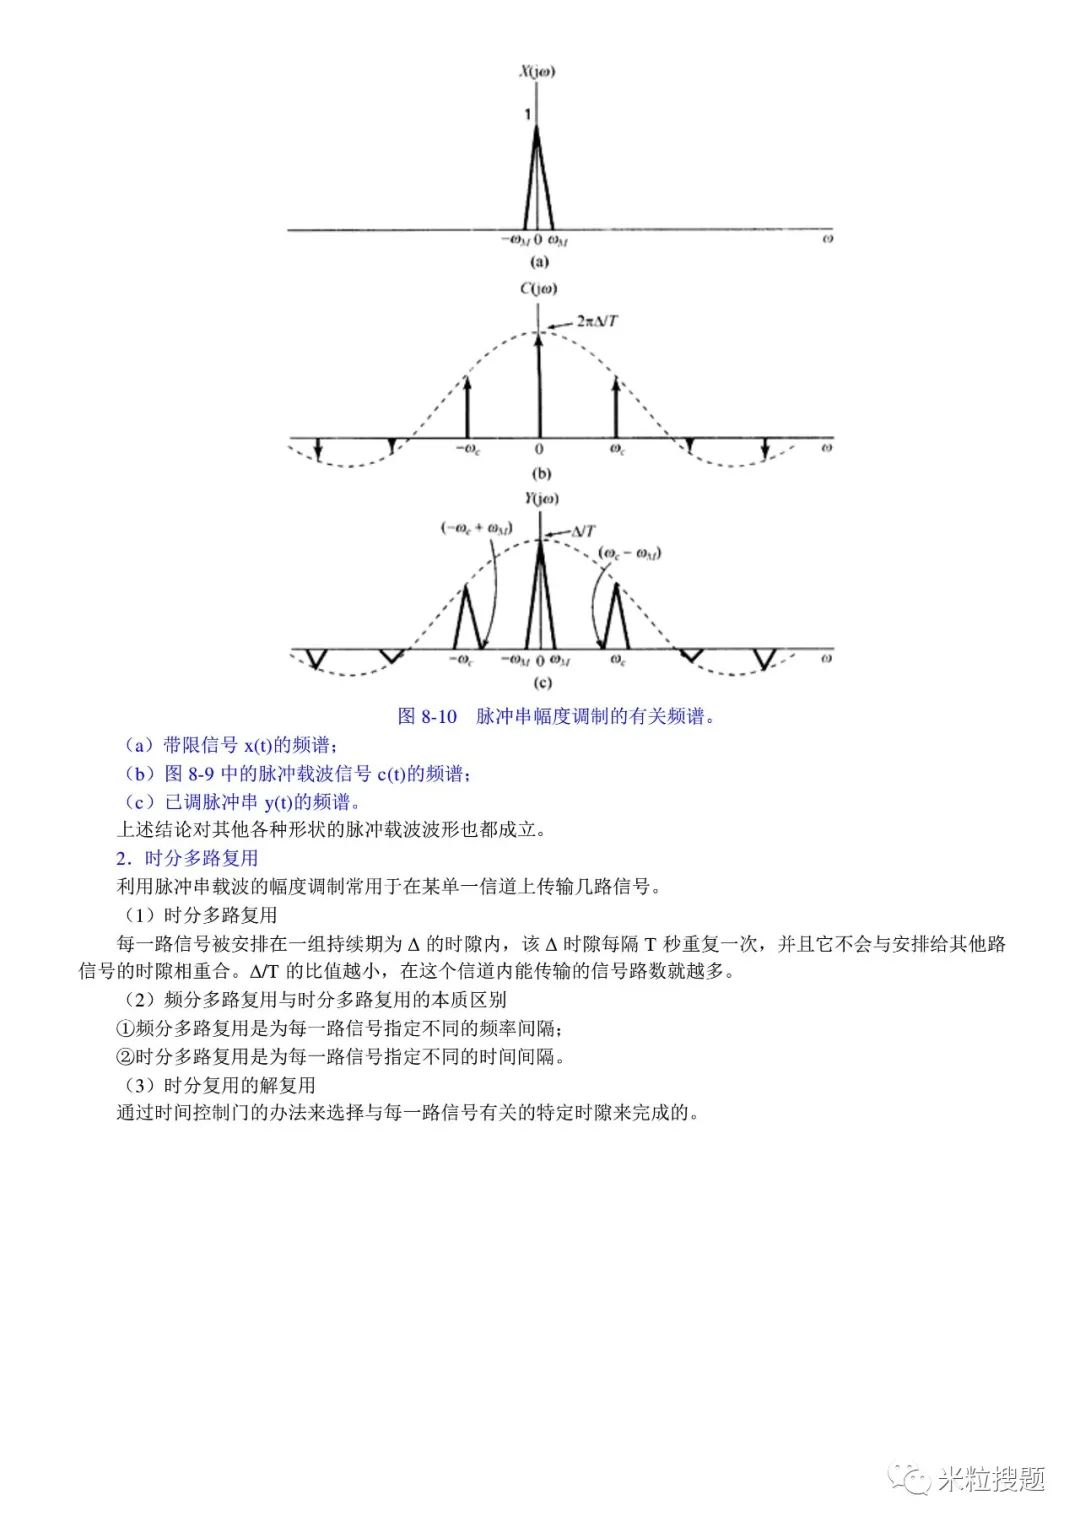 X(jω)
1
−ω_M 0 ω_M ω
(a)
C(jω)
2πΔ/T
−ω_c 0 ω_c ω
(b)
Y(jω)
(−ω_c + ω_M) Δ/T (ω_c − ω_M)
−ω_c −ω_M 0 ω_M ω_c ω
(c)
图 8-10 脉冲串幅度调制的有关频谱。
（a）带限信号 x(t)的频谱；
（b）图 8-9 中的脉冲载波信号 c(t)的频谱；
（c）已调脉冲串 y(t)的频谱。
上述结论对其他各种形状的脉冲载波波形也都成立。
2．时分多路复用
利用脉冲串载波的幅度调制常用于在某单一信道上传输几路信号。
（1）时分多路复用
每一路信号被安排在一组持续期为 Δ 的时隙内，该 Δ 时隙每隔 T 秒重复一次，并且它不会与安排给其他路
信号的时隙相重合。Δ/T 的比值越小，在这个信道内能传输的信号路数就越多。
（2）频分多路复用与时分多路复用的本质区别
①频分多路复用是为每一路信号指定不同的频率间隔；
②时分多路复用是为每一路信号指定不同的时间间隔。
（3）时分复用的解复用
通过时间控制门的办法来选择与每一路信号有关的特定时隙来完成的。
米粒搜题